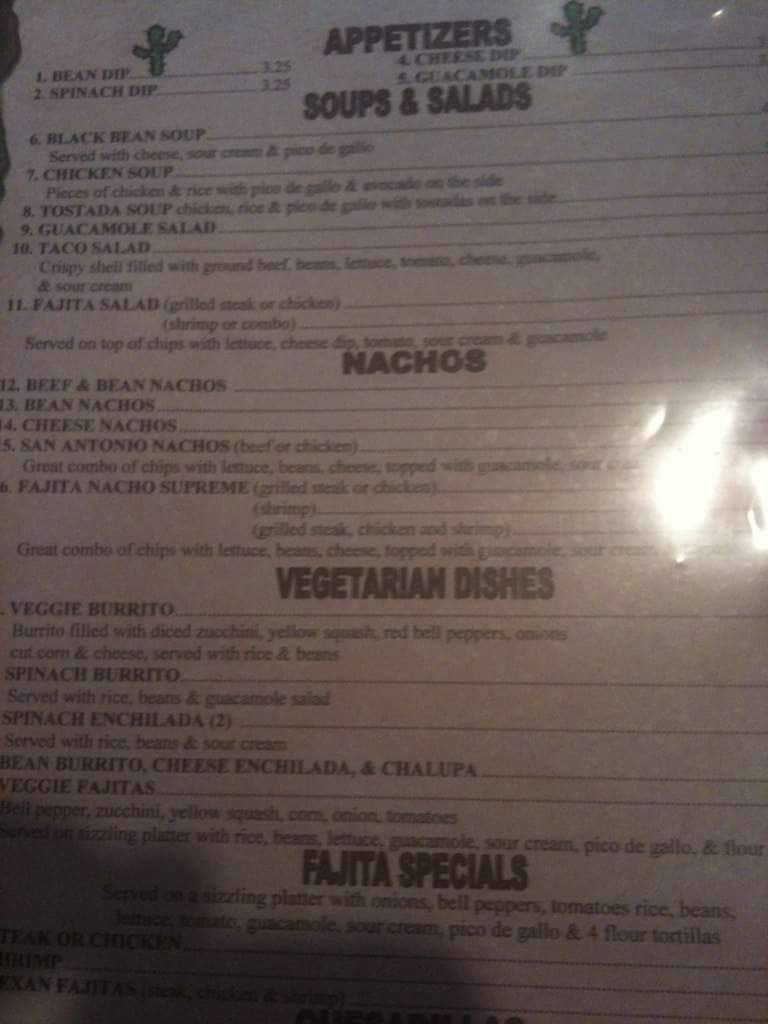 APPETIZERS
1. BEAN DIP 3.25
2. SPINACH DIP 3.25
4. CHEESE DIP
5. GUACAMOLE DIP
SOUPS & SALADS
6. BLACK BEAN SOUP
Served with cheese, sour cream & pico de gallo
7. CHICKEN SOUP
Pieces of chicken & rice with pico de gallo & avocado on the side
8. TOSTADA SOUP chicken, rice & pico de gallo with tostadas on the side
9. GUACAMOLE SALAD
10. TACO SALAD
Crispy shell filled with ground beef, beans, lettuce, tomato, cheese, guacamole,
& sour cream
11. FAJITA SALAD (grilled steak or chicken)
(shrimp or combo)
Served on top of chips with lettuce, cheese dip, tomato, sour cream & guacamole
NACHOS
12. BEEF & BEAN NACHOS
13. BEAN NACHOS
4. CHEESE NACHOS
5. SAN ANTONIO NACHOS (beef or chicken)
Great combo of chips with lettuce, beans, cheese, topped with guacamole, sour
6. FAJITA NACHO SUPREME (grilled steak or chicken)
(shrimp)
(grilled steak, chicken and shrimp)
Great combo of chips with lettuce, beans, cheese, topped with guacamole, sour cream
VEGETARIAN DISHES
. VEGGIE BURRITO
Burrito filled with diced zucchini, yellow squash, red bell peppers, onions
cut corn & cheese, served with rice & beans
SPINACH BURRITO
Served with rice, beans & guacamole salad
SPINACH ENCHILADA (2)
Served with rice, beans & sour cream
BEAN BURRITO, CHEESE ENCHILADA, & CHALUPA
VEGGIE FAJITAS
Bell pepper, zucchini, yellow squash, corn, onion, tomatoes
Served on sizzling platter with rice, beans, lettuce, guacamole, sour cream, pico de gallo, & flour
FAJITA SPECIALS
Served on a sizzling platter with onions, bell peppers, tomatoes rice, beans,
lettuce, tomato, guacamole, sour cream, pico de gallo & 4 flour tortillas
TEAK OR CHICKEN
HRIMP
EXAN FAJITAS (steak, chicken & shrimp)
QUESADILLAS